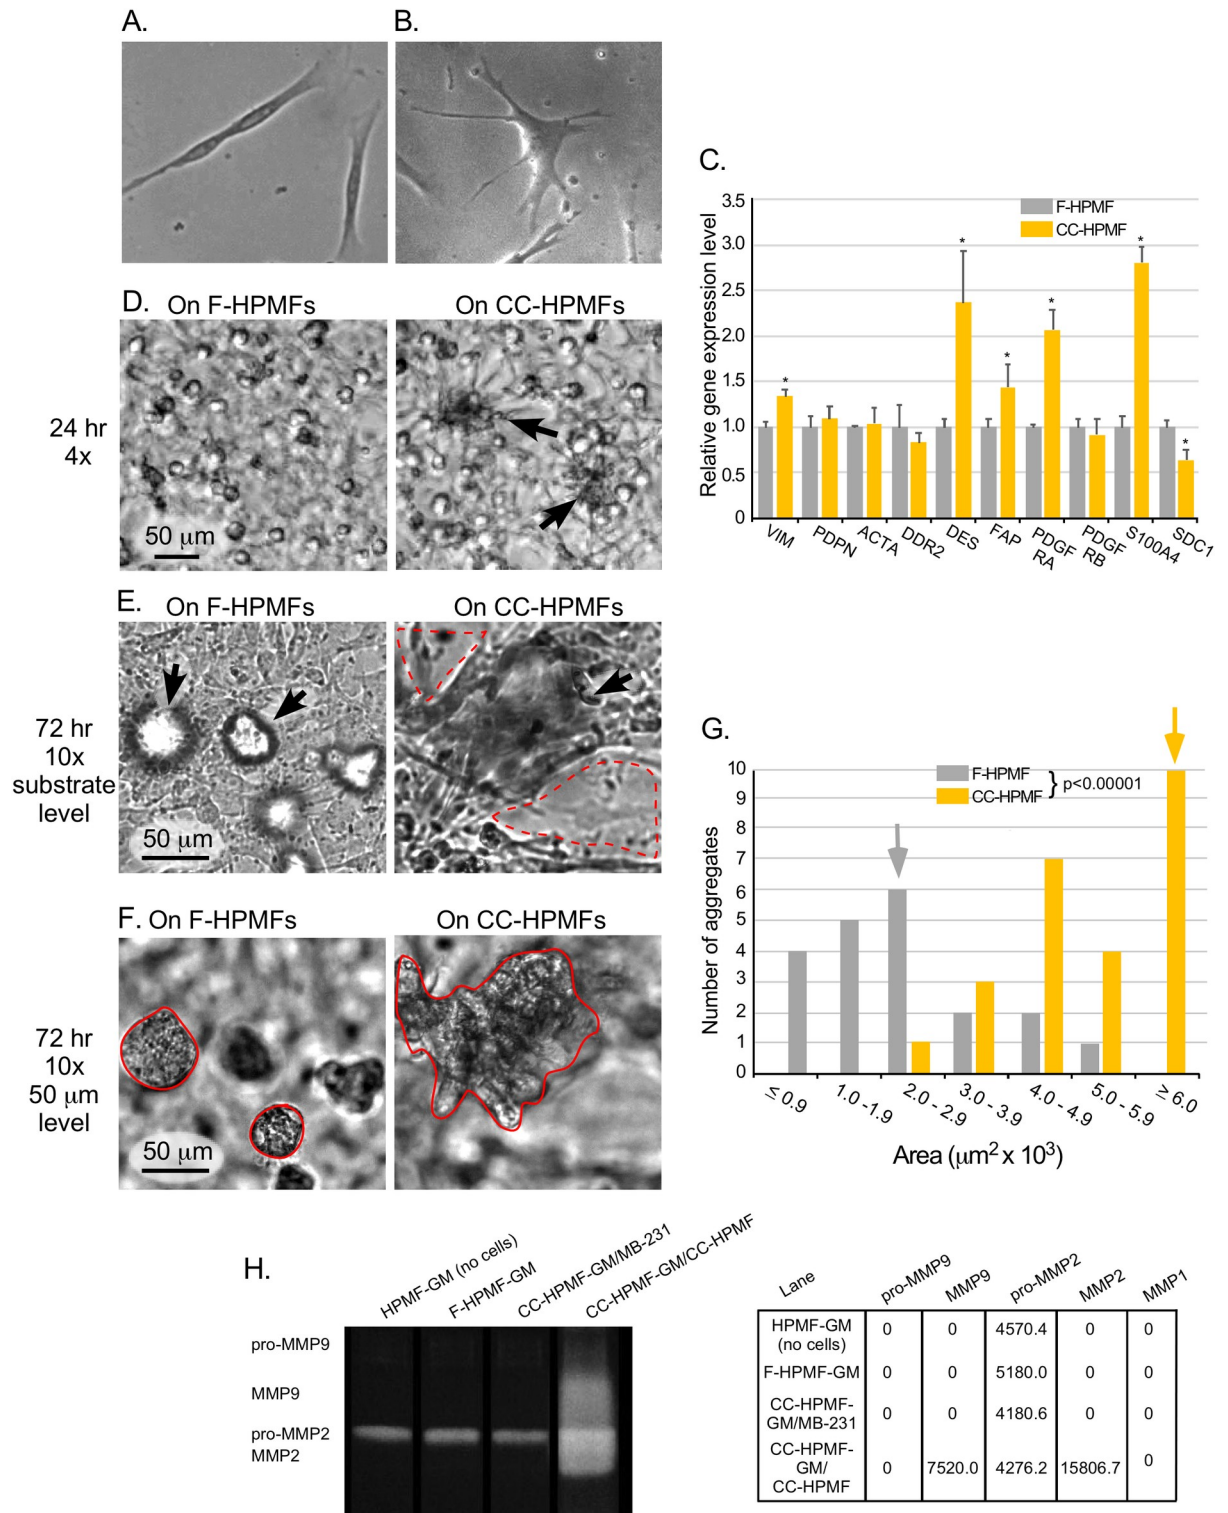 A.
B.
C.
Relative gene expression level
3.5
3.0
2.5
2.0
1.5
1.0
0.5
0
F-HPMF
CC-HPMF
*
*
*
*
*
*
VIM
PDPN
ACTA
DDR2
DES
FAP
PDGF
RA
PDGF
RB
S100A4
SDC1
D.
On F-HPMFs
On CC-HPMFs
24 hr
4x
50 µm
E.
On F-HPMFs
On CC-HPMFs
72 hr
10x
substrate
level
50 µm
F. On F-HPMFs
On CC-HPMFs
72 hr
10x
50 µm
level
50 µm
G.
Number of aggregates
10
9
8
7
6
5
4
3
2
1
0
F-HPMF
CC-HPMF
} p<0.00001
≤ 0.9
1.0 -1.9
2.0 - 2.9
3.0 - 3.9
4.0 - 4.9
5.0 - 5.9
≥ 6.0
Area (µm² x 10³)
H.
HPMF-GM (no cells)
F-HPMF-GM
CC-HPMF-GM/MB-231
CC-HPMF-GM/CC-HPMF
pro-MMP9
MMP9
pro-MMP2
MMP2
Lane pro-MMP9 MMP9 pro-MMP2 MMP2 MMP1
HPMF-GM
(no cells) 0 0 4570.4 0 0
F-HPMF-GM 0 0 5180.0 0 0
CC-HPMF-
GM/MB-231 0 0 4180.6 0 0
CC-HPMF-
GM/
CC-HPMF 0 7520.0 4276.2 15806.7 0